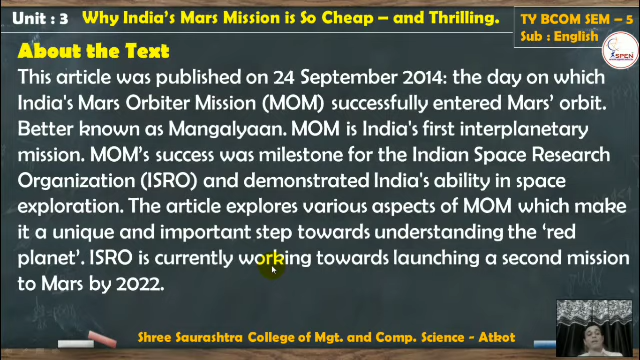 Unit : 3 Why India's Mars Mission is So Cheap – and Thrilling.
TY BCOM SEM – 5
Sub : English
SPEN
About the Text
This article was published on 24 September 2014: the day on which
India's Mars Orbiter Mission (MOM) successfully entered Mars' orbit.
Better known as Mangalyaan. MOM is India's first interplanetary
mission. MOM's success was milestone for the Indian Space Research
Organization (ISRO) and demonstrated India's ability in space
exploration. The article explores various aspects of MOM which make
it a unique and important step towards understanding the 'red
planet'. ISRO is currently working towards launching a second mission
to Mars by 2022.
Shree Saurashtra College of Mgt. and Comp. Science - Atkot